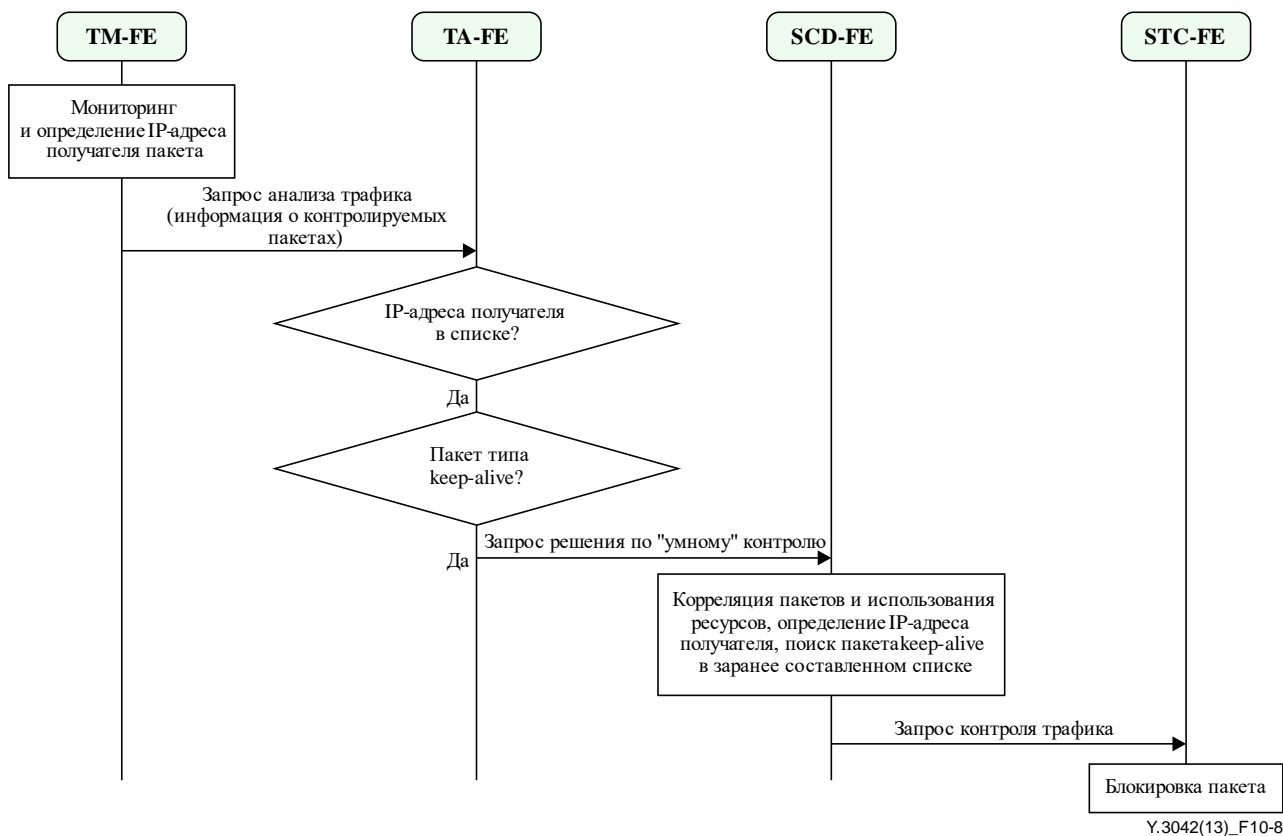 TM-FE
TA-FE
SCD-FE
STC-FE
Мониторинг
и определение IP-адреса
получателя пакета
Запрос анализа трафика
(информация о контролируемых
пакетах)
IP-адреса получателя
в списке?
Да
Пакет типа
keep-alive?
Да
Запрос решения по "умному" контролю
Корреляция пакетов и использования
ресурсов, определение IP-адреса
получателя, поиск пакета keep-alive
в заранее составленном списке
Запрос контроля трафика
Блокировка пакета
Y.3042(13)_F10-8